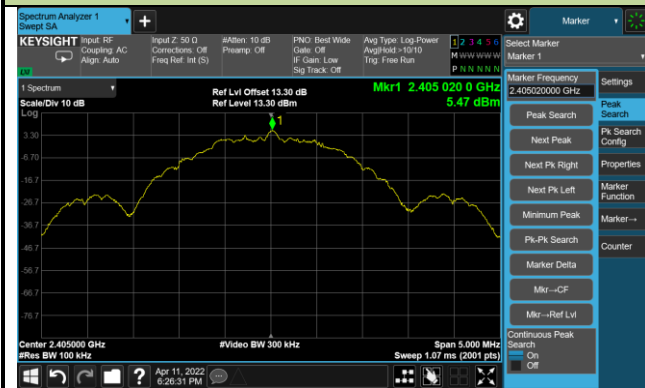 Spectrum Analyzer 1
Swept SA
Marker
KEYSIGHT
Input: RF
Coupling: AC
Align: Auto
Input Z: 50 Ω
Corrections: Off
Freq Ref: Int (S)
#Atten: 10 dB
Preamp: Off
PNO: Best Wide
Gate: Off
IF Gain: Low
Sig Track: Off
Avg Type: Log-Power
Avg|Hold:>10/10
Trig: Free Run
1 2 3 4 5 6
M W W W W W
P N N N N N
Select Marker
Marker 1
1 Spectrum
Scale/Div 10 dB
Ref Lvl Offset 13.30 dB
Ref Level 13.30 dBm
Mkr1 2.405 020 0 GHz
5.47 dBm
Log
1
3.30
-6.70
-16.7
-26.7
-36.7
-46.7
-56.7
-66.7
-76.7
Center 2.405000 GHz
#Res BW 100 kHz
#Video BW 300 kHz
Span 5.000 MHz
Sweep 1.07 ms (2001 pts)
Marker Frequency
2.405020000 GHz
Peak Search
Next Peak
Next Pk Right
Next Pk Left
Minimum Peak
Pk-Pk Search
Marker Delta
Mkr→CF
Mkr→Ref Lvl
Continuous Peak
Search
On
Off
Settings
Peak
Search
Pk Search
Config
Properties
Marker
Function
Marker→
Counter
Apr 11, 2022
6:26:31 PM